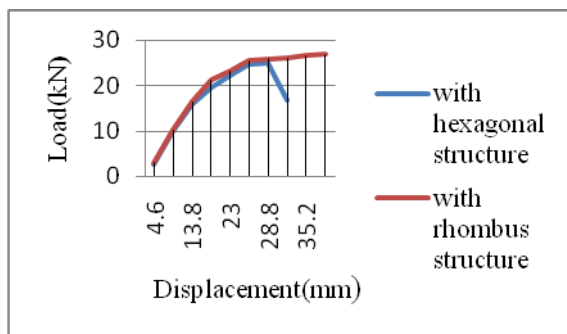 30
20
10
0
Load(kN)
4.6
13.8
23
28.8
35.2
Displacement(mm)
with
hexagonal
structure
with
rhombus
structure